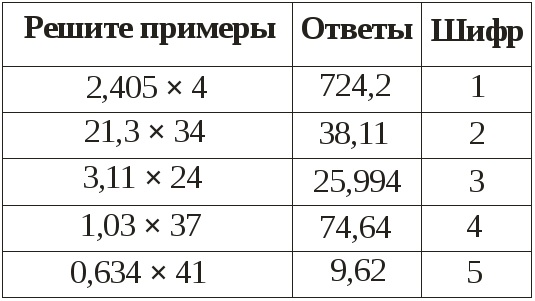 Решите примеры Ответы Шифр
2,405 × 4 724,2 1
21,3 × 34 38,11 2
3,11 × 24 25,994 3
1,03 × 37 74,64 4
0,634 × 41 9,62 5